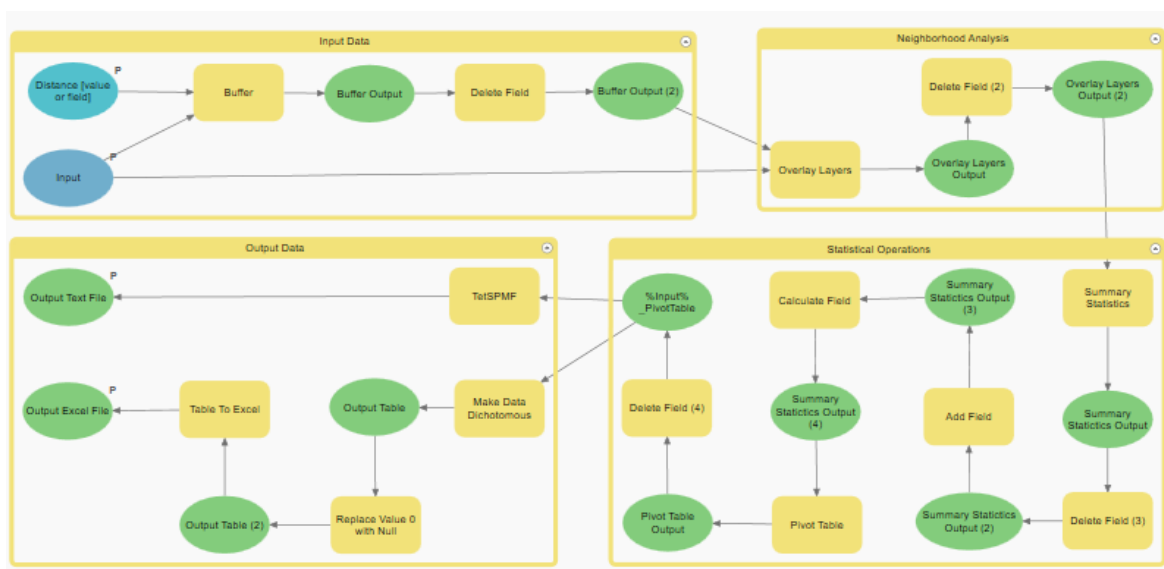 Input Data
P
Distance [value
or field]
Buffer
Buffer Output
Delete Field
Buffer Output (2)
P
Input
Neighborhood Analysis
Delete Field (2)
Overlay Layers
Output (2)
Overlay Layers
Overlay Layers
Output
Output Data
P
Output Text File
TetSPMF
P
Output Excel File
Table To Excel
Output Table
Make Data
Dichotomous
Output Table (2)
Replace Value 0
with Null
Statistical Operations
%Input%
_PivotTable
Calculate Field
Summary
Statictics Output
(3)
Summary
Statistics
Delete Field (4)
Summary
Statictics Output
(4)
Add Field
Summary
Statictics Output
Pivot Table
Output
Pivot Table
Summary Statictics
Output (2)
Delete Field (3)